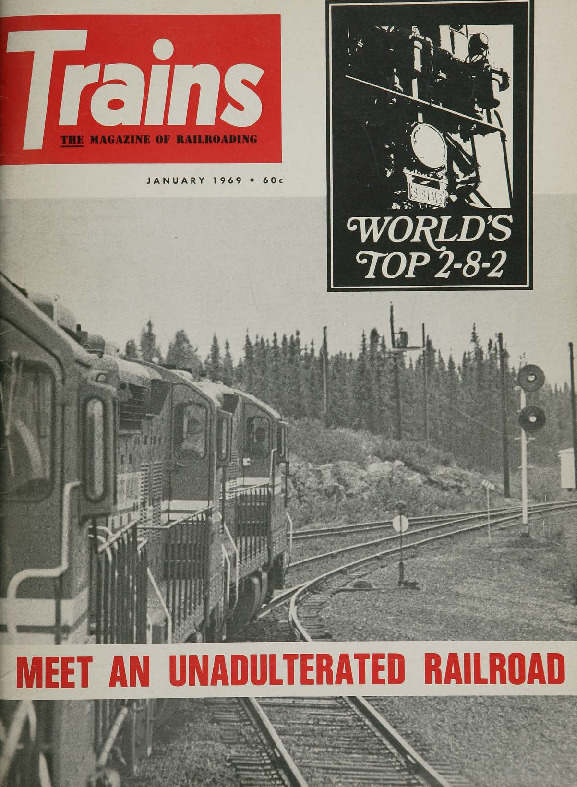 Trains
THE MAGAZINE OF RAILROADING
JANUARY 1969 • 60c
WORLD'S
TOP 2-8-2
MEET AN UNADULTERATED RAILROAD